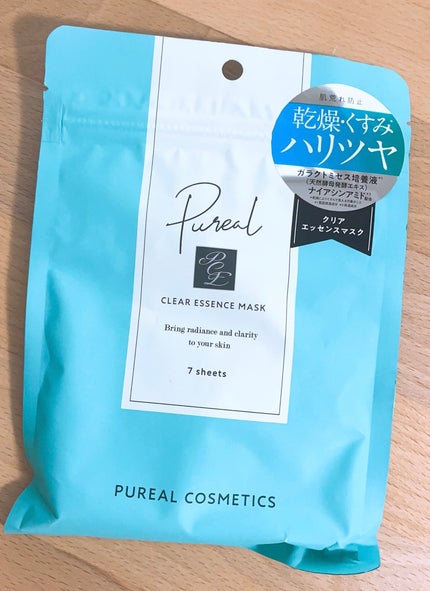 肌荒れ防止
乾燥・くすみ
ハリツヤ
ガラクトミセス培養液
(天然酵母発酵エキス)
ナイアシンアミド
配合
クリア
エッセンスマスク
Pureal
PCE
CLEAR ESSENCE MASK
Bring radiance and clarity
to your skin
7 sheets
PUREAL COSMETICS